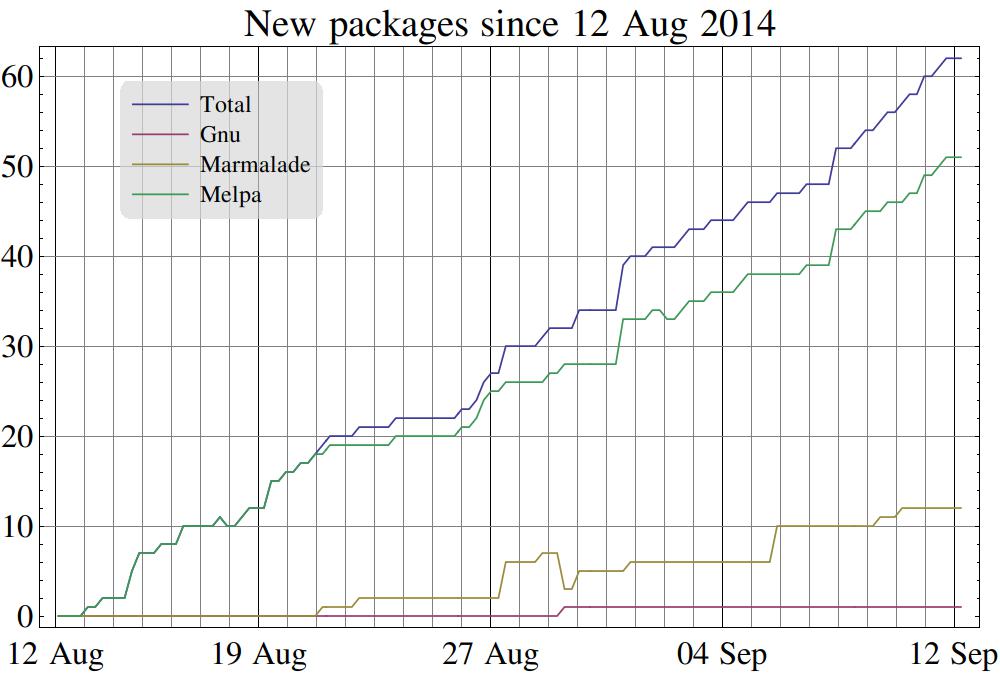 New packages since 12 Aug 2014
Total
Gnu
Marmalade
Melpa
60
50
40
30
20
10
0
12 Aug 19 Aug 27 Aug 04 Sep 12 Sep